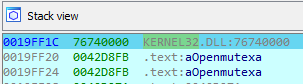 Stack view
0019FF1C 76740000 KERNEL32.DLL:76740000
0019FF20 0042D8FB .text:aOpenmutexa
0019FF24 0042D8FB .text:aOpenmutexa